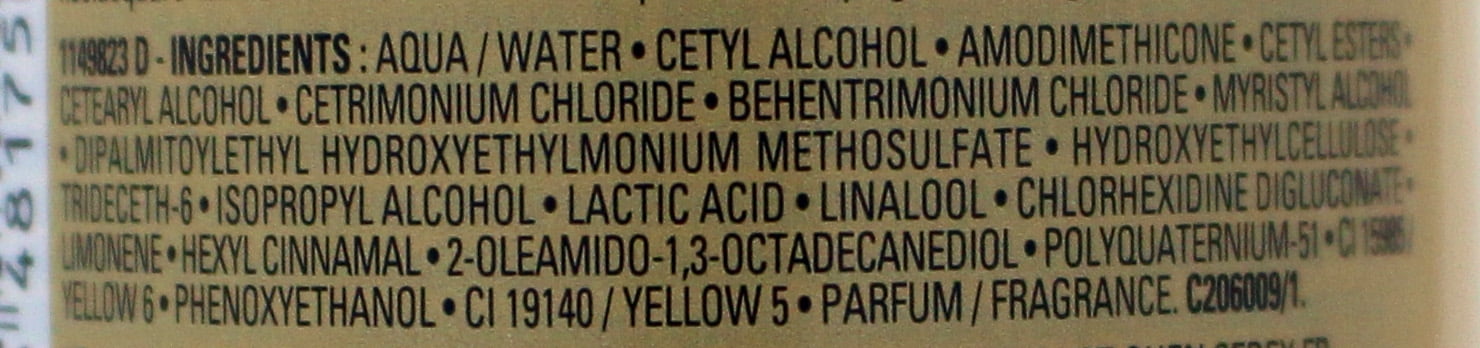 1149823 D - INGREDIENTS : AQUA / WATER • CETYL ALCOHOL • AMODIMETHICONE • CETYL ESTERS •
CETEARYL ALCOHOL • CETRIMONIUM CHLORIDE • BEHENTRIMONIUM CHLORIDE • MYRISTYL ALCOHOL
• DIPALMITOYLETHYL HYDROXYETHYLMONIUM METHOSULFATE • HYDROXYETHYLCELLULOSE •
TRIDECETH-6 • ISOPROPYL ALCOHOL • LACTIC ACID • LINALOOL • CHLORHEXIDINE DIGLUCONATE •
LIMONENE • HEXYL CINNAMAL • 2-OLEAMIDO-1,3-OCTADECANEDIOL • POLYQUATERNIUM-51 • CI 15985 /
YELLOW 6 • PHENOXYETHANOL • CI 19140 / YELLOW 5 • PARFUM / FRAGRANCE. C206009/1.